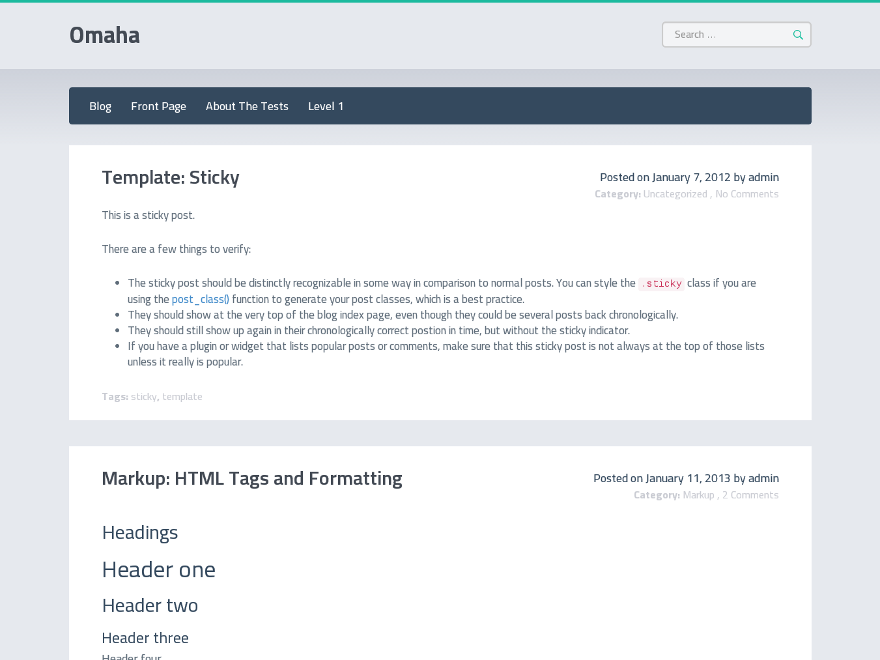 Omaha
Search …
Blog
Front Page
About The Tests
Level 1
Template: Sticky
Posted on January 7, 2012 by admin
Category: Uncategorized , No Comments
This is a sticky post.
There are a few things to verify:
The sticky post should be distinctly recognizable in some way in comparison to normal posts. You can style the .sticky class if you are
using the post_class() function to generate your post classes, which is a best practice.
They should show at the very top of the blog index page, even though they could be several posts back chronologically.
They should still show up again in their chronologically correct postion in time, but without the sticky indicator.
If you have a plugin or widget that lists popular posts or comments, make sure that this sticky post is not always at the top of those lists
unless it really is popular.
Tags: sticky, template
Markup: HTML Tags and Formatting
Posted on January 11, 2013 by admin
Category: Markup , 2 Comments
Headings
Header one
Header two
Header three
Header four